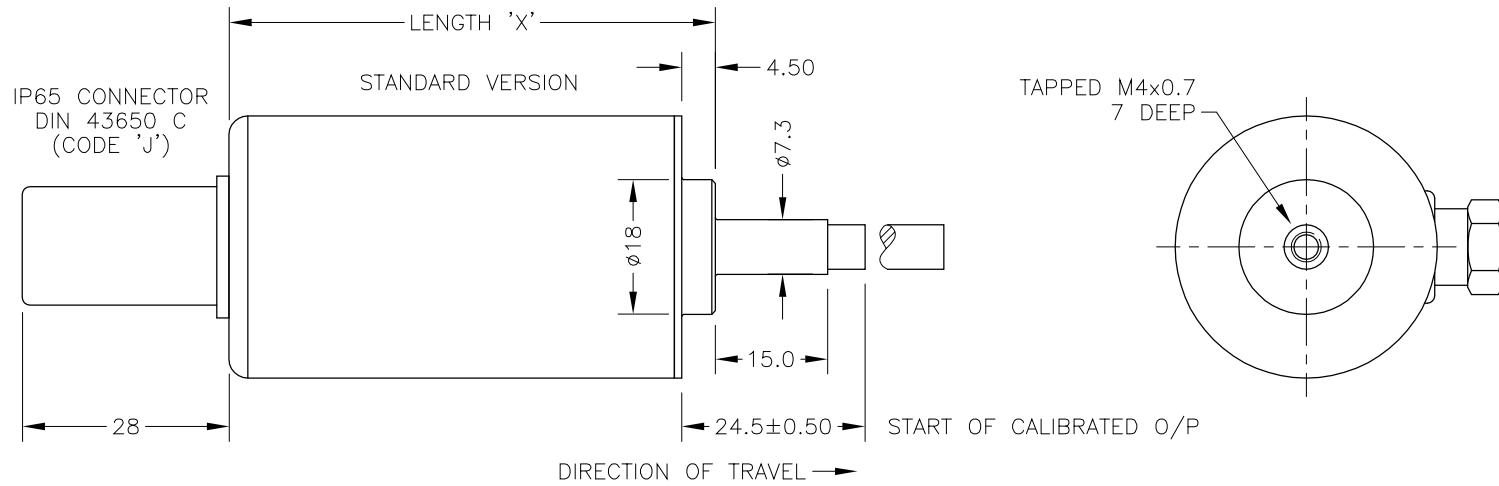 LENGTH 'X'
STANDARD VERSION
4.50
IP65 CONNECTOR
DIN 43650 C
(CODE 'J')
TAPPED M4x0.7
7 DEEP
ø7.3
ø18
15.0
28
24.5±0.50
START OF CALIBRATED O/P
DIRECTION OF TRAVEL